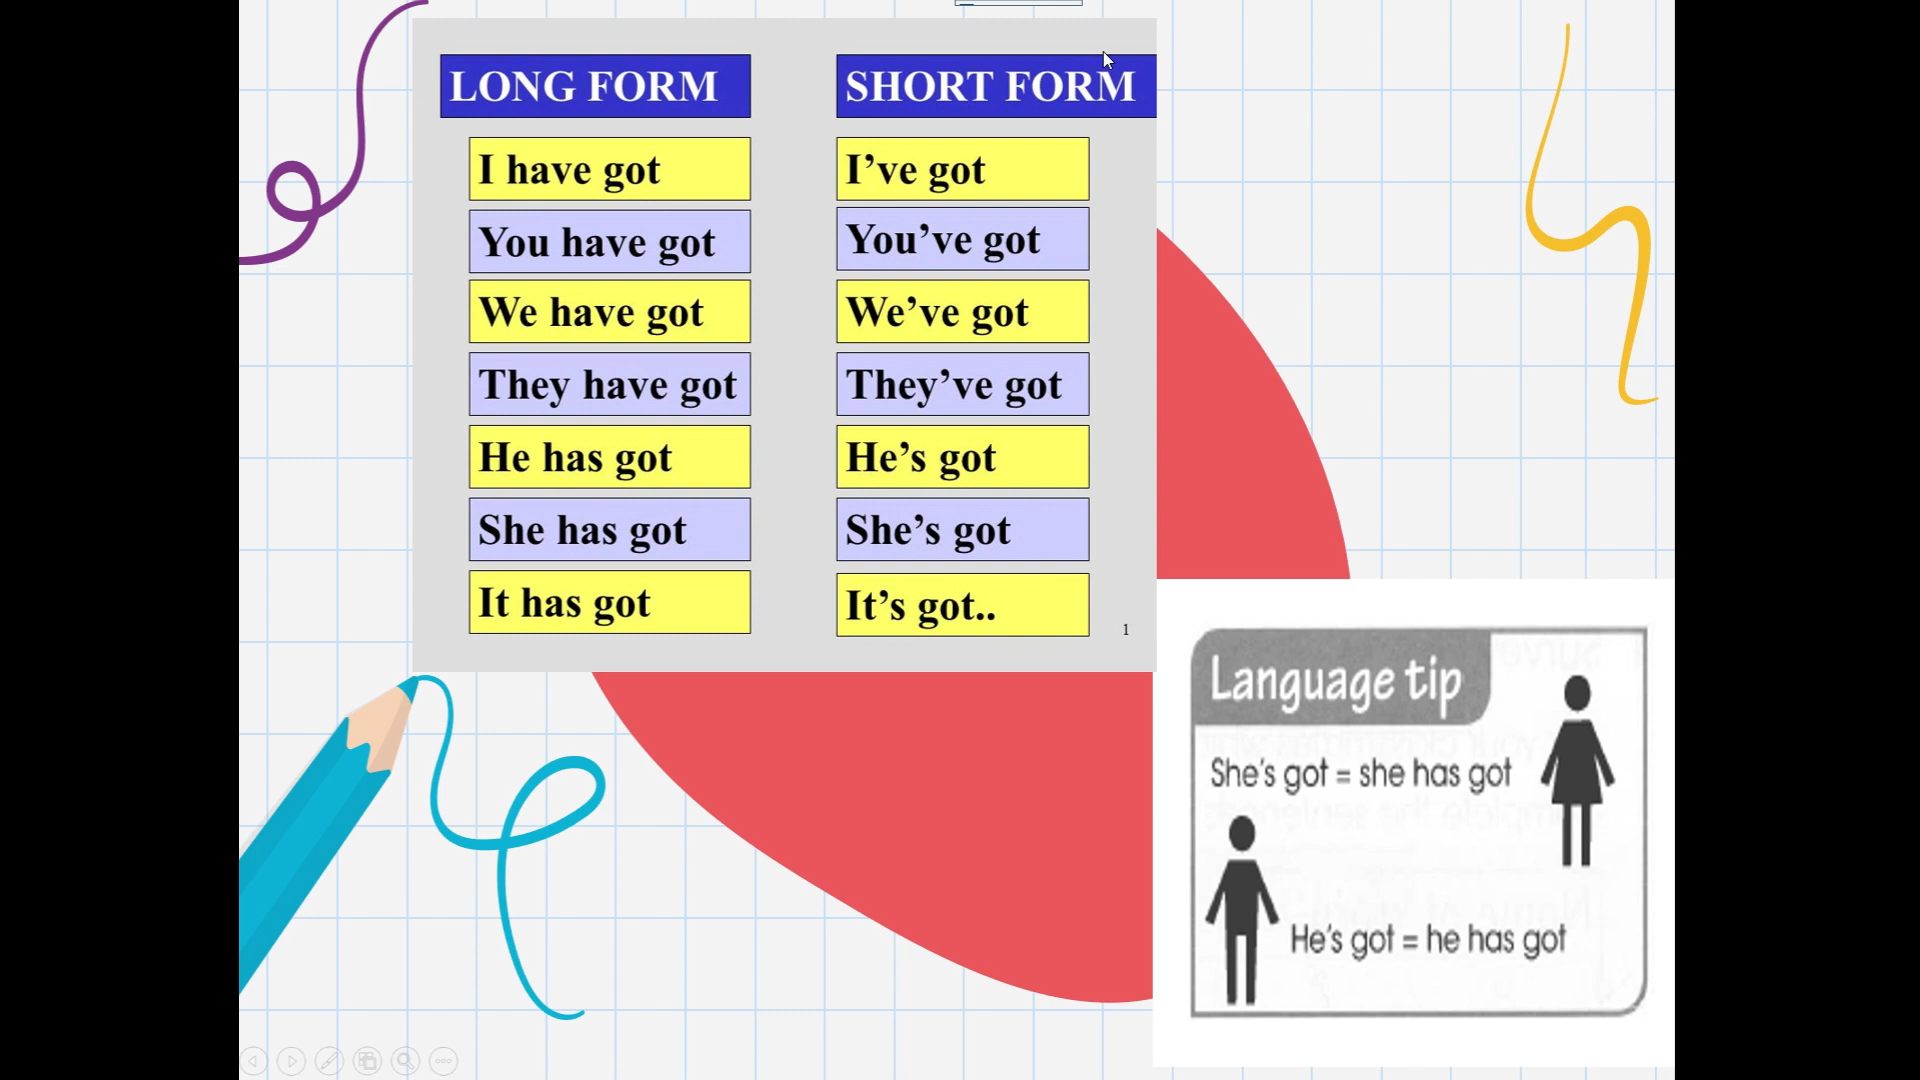 LONG FORM
SHORT FORM
I have got
I’ve got
You have got
You’ve got
We have got
We’ve got
They have got
They’ve got
He has got
He’s got
She has got
She’s got
It has got
It’s got..
1
Language tip
She's got = she has got
He's got = he has got